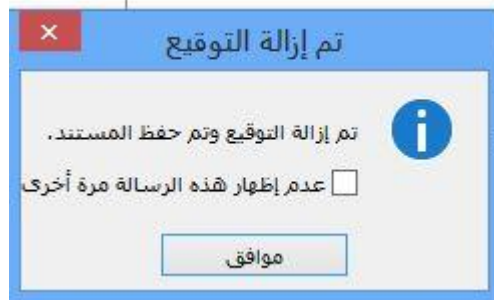 تم إزالة التوقيع
تم إزالة التوقيع وتم حفظ المستند.
عدم إظهار هذه الرسالة مرة أخرى
موافق